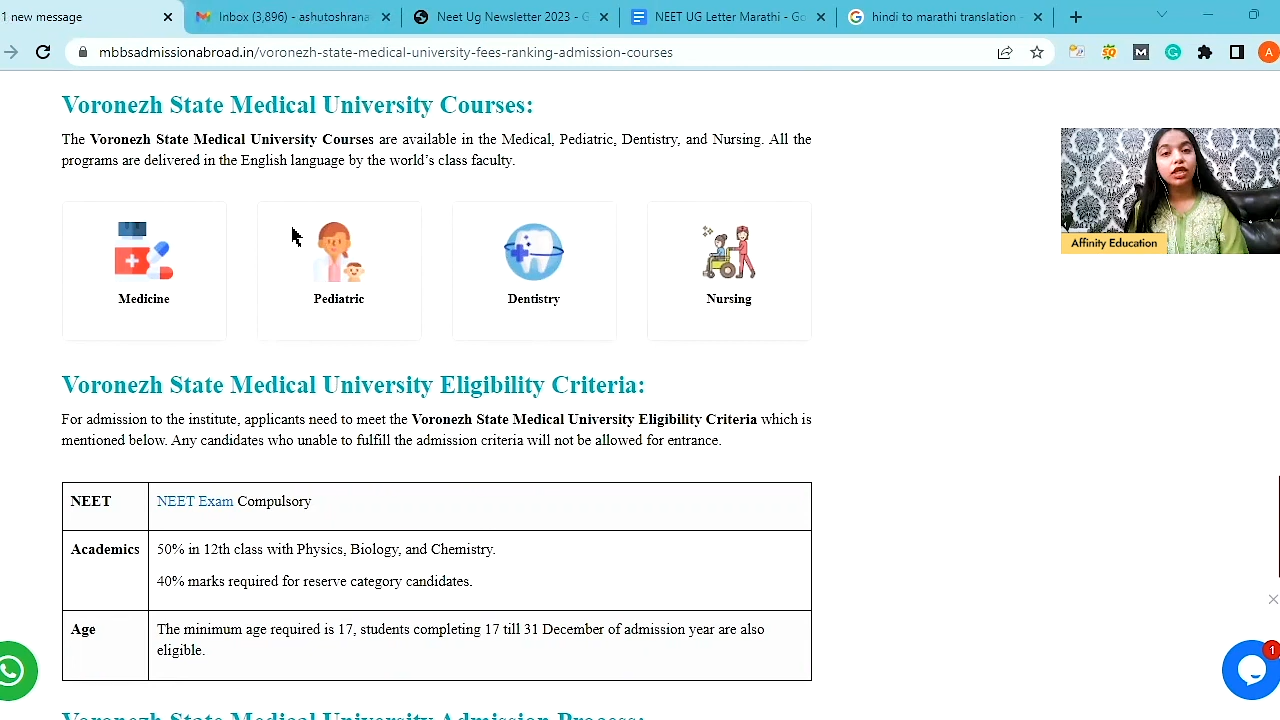 1 new message
Inbox (3,896) - ashutoshrana
Neet Ug Newsletter 2023 - G
NEET UG Letter Marathi - Go
hindi to marathi translation -
mbbsadmissionabroad.in/voronezh-state-medical-university-fees-ranking-admission-courses
A
Voronezh State Medical University Courses:
The Voronezh State Medical University Courses are available in the Medical, Pediatric, Dentistry, and Nursing. All the
programs are delivered in the English language by the world's class faculty.
Medicine
Pediatric
Dentistry
Nursing
Affinity Education
Voronezh State Medical University Eligibility Criteria:
For admission to the institute, applicants need to meet the Voronezh State Medical University Eligibility Criteria which is
mentioned below. Any candidates who unable to fulfill the admission criteria will not be allowed for entrance.
NEET
NEET Exam Compulsory
Academics
50% in 12th class with Physics, Biology, and Chemistry.
40% marks required for reserve category candidates.
Age
The minimum age required is 17, students completing 17 till 31 December of admission year are also
eligible.
1
Voronezh State Medical University Admission Process: